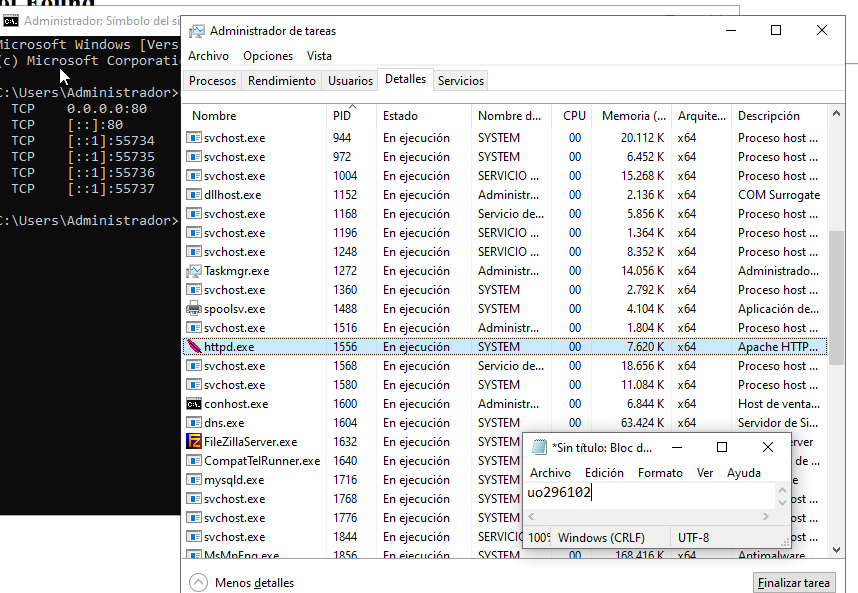 Administrador: Símbolo del si
Microsoft Windows [Vers
(c) Microsoft Corporati
C:\Users\Administrador>
TCP 0.0.0.0:80
TCP [::]:80
TCP [::1]:55734
TCP [::1]:55735
TCP [::1]:55736
TCP [::1]:55737
C:\Users\Administrador>
Administrador de tareas
Archivo Opciones Vista
Procesos Rendimiento Usuarios Detalles Servicios
Nombre PID Estado Nombre d... CPU Memoria (... Arquite... Descripción
svchost.exe 944 En ejecución SYSTEM 00 20.112 K x64 Proceso host ...
svchost.exe 972 En ejecución SYSTEM 00 6.452 K x64 Proceso host ...
svchost.exe 1004 En ejecución SERVICIO ... 00 15.268 K x64 Proceso host ...
dllhost.exe 1152 En ejecución Administr... 00 2.136 K x64 COM Surrogate
svchost.exe 1168 En ejecución Servicio de... 00 5.856 K x64 Proceso host ...
svchost.exe 1196 En ejecución SERVICIO ... 00 1.364 K x64 Proceso host ...
svchost.exe 1248 En ejecución SERVICIO ... 00 8.352 K x64 Proceso host ...
Taskmgr.exe 1272 En ejecución Administr... 00 14.056 K x64 Administrado...
svchost.exe 1360 En ejecución SYSTEM 00 2.792 K x64 Proceso host ...
spoolsv.exe 1488 En ejecución SYSTEM 00 4.104 K x64 Aplicación de...
svchost.exe 1516 En ejecución Administr... 00 1.804 K x64 Proceso host ...
httpd.exe 1556 En ejecución SYSTEM 00 7.620 K x64 Apache HTTP...
svchost.exe 1568 En ejecución Servicio de... 00 18.656 K x64 Proceso host ...
svchost.exe 1580 En ejecución SYSTEM 00 11.084 K x64 Proceso host ...
conhost.exe 1600 En ejecución Administr... 00 6.844 K x64 Host de venta...
dns.exe 1604 En ejecución SYSTEM 00 63.424 K x64 Servidor de Si...
FileZillaServer.exe 1632 En ejecución SYSTEM
CompatTelRunner.exe 1640 En ejecución SYSTEM
mysqld.exe 1716 En ejecución SYSTEM
svchost.exe 1768 En ejecución SYSTEM
svchost.exe 1776 En ejecución SYSTEM
svchost.exe 1844 En ejecución SERVIC
MsMpEng.exe 1856 En ejecución SYSTEM 00 168.416 K x64 Antimalware
*Sin título: Bloc d...
Archivo Edición Formato Ver Ayuda
uo296102
100% Windows (CRLF) UTF-8
Menos detalles
Finalizar tarea